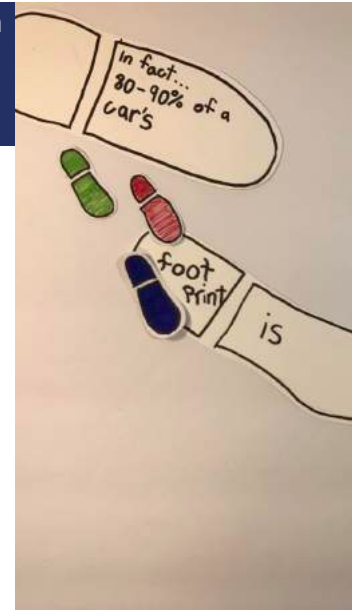 In fact...
80-90% of a
car's
foot
print
is